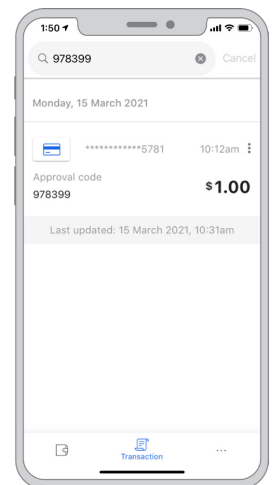 1:50
978399 Cancel
Monday, 15 March 2021
************5781 10:12am
Approval code
978399 $1.00
Last updated: 15 March 2021, 10:31am
Transaction